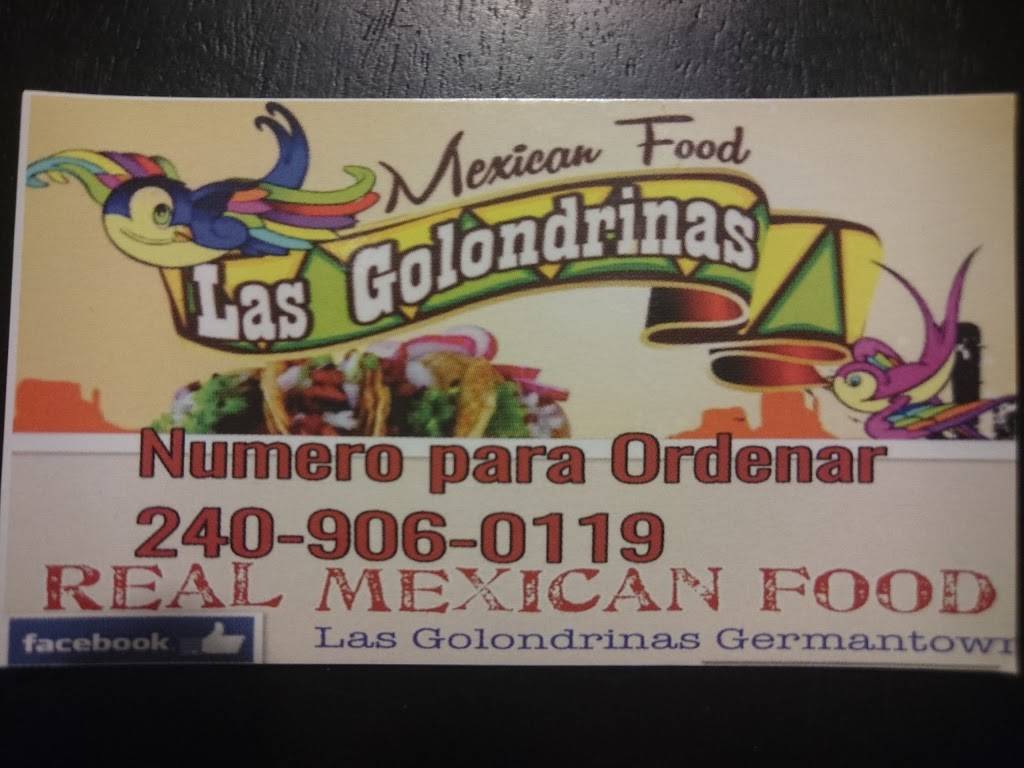 Mexican Food
Las Golondrinas
Numero para Ordenar
240-906-0119
REAL MEXICAN FOOD
facebook
Las Golondrinas Germantown